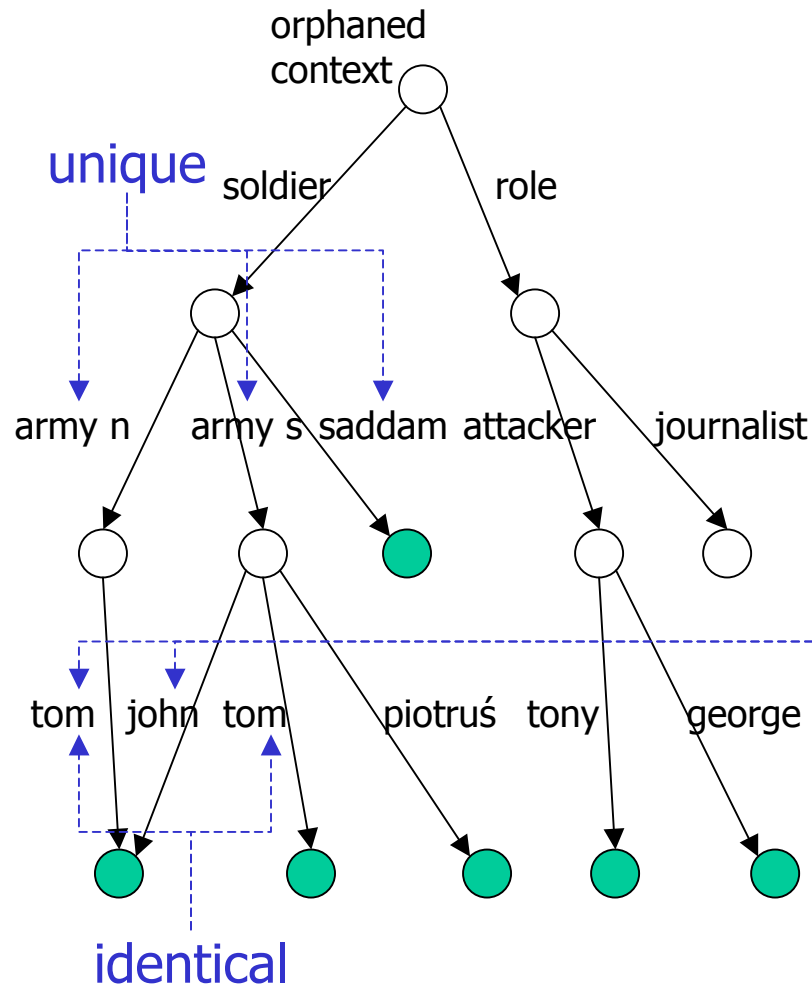 orphaned
context
unique
soldier
role
army n
army s
saddam
attacker
journalist
tom
john
tom
piotruś
tony
george
identical